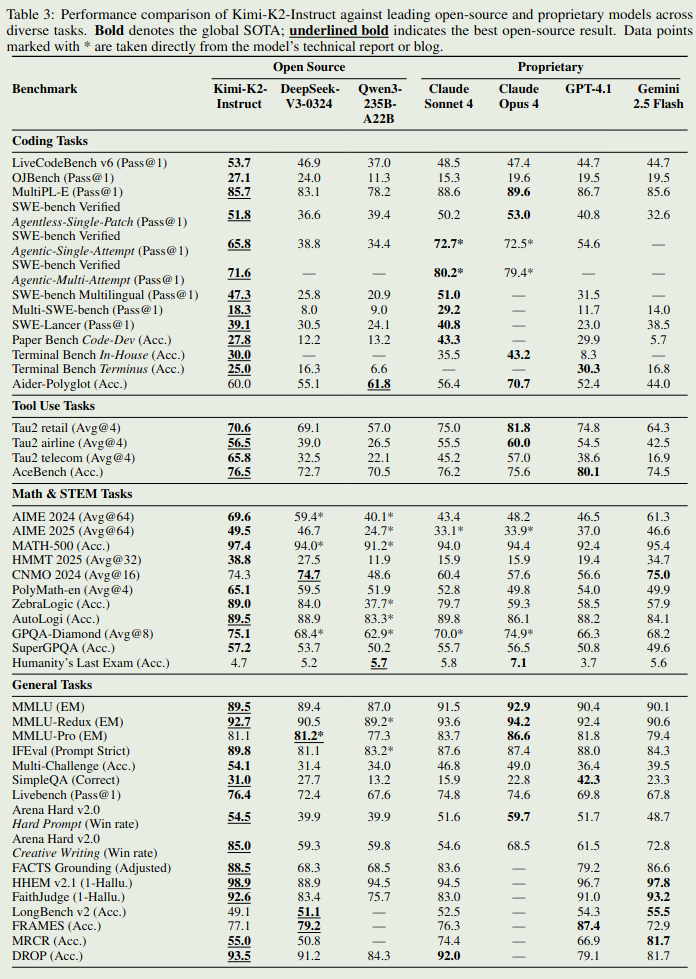 Table 3: Performance comparison of Kimi-K2-Instruct against leading open-source and proprietary models across
diverse tasks. Bold denotes the global SOTA; underlined bold indicates the best open-source result. Data points
marked with * are taken directly from the model's technical report or blog.
Open Source Proprietary
Benchmark Kimi-K2-Instruct DeepSeek-V3-0324 Qwen3-235B-A22B Claude Sonnet 4 Claude Opus 4 GPT-4.1 Gemini 2.5 Flash
Coding Tasks
LiveCodeBench v6 (Pass@1) 53.7 46.9 37.0 48.5 47.4 44.7 44.7
OJBench (Pass@1) 27.1 24.0 11.3 15.3 19.6 19.5 19.5
MultiPL-E (Pass@1) 85.7 83.1 78.2 88.6 89.6 86.7 85.6
SWE-bench Verified
Agentless-Single-Patch (Pass@1) 51.8 36.6 39.4 50.2 53.0 40.8 32.6
SWE-bench Verified
Agentic-Single-Attempt (Pass@1) 65.8 38.8 34.4 72.7* 72.5* 54.6 —
SWE-bench Verified
Agentic-Multi-Attempt (Pass@1) 71.6 — — 80.2* 79.4* — —
SWE-bench Multilingual (Pass@1) 47.3 25.8 20.9 51.0 — 31.5 —
Multi-SWE-bench (Pass@1) 18.3 8.0 9.0 29.2 — 11.7 14.0
SWE-Lancer (Pass@1) 39.1 30.5 24.1 40.8 — 23.0 38.5
Paper Bench Code-Dev (Acc.) 27.8 12.2 13.2 43.3 — 29.9 5.7
Terminal Bench In-House (Acc.) 30.0 — — 35.5 43.2 8.3 —
Terminal Bench Terminus (Acc.) 25.0 16.3 6.6 — — 30.3 16.8
Aider-Polyglot (Acc.) 60.0 55.1 61.8 56.4 70.7 52.4 44.0
Tool Use Tasks
Tau2 retail (Avg@4) 70.6 69.1 57.0 75.0 81.8 74.8 64.3
Tau2 airline (Avg@4) 56.5 39.0 26.5 55.5 60.0 54.5 42.5
Tau2 telecom (Avg@4) 65.8 32.5 22.1 45.2 57.0 38.6 16.9
AceBench (Acc.) 76.5 72.7 70.5 76.2 75.6 80.1 74.5
Math & STEM Tasks
AIME 2024 (Avg@64) 69.6 59.4* 40.1* 43.4 48.2 46.5 61.3
AIME 2025 (Avg@64) 49.5 46.7 24.7* 33.1* 33.9* 37.0 46.6
MATH-500 (Acc.) 97.4 94.0* 91.2* 94.0 94.4 92.4 95.4
HMMT 2025 (Avg@32) 38.8 27.5 11.9 15.9 15.9 19.4 34.7
CNMO 2024 (Avg@16) 74.3 74.7 48.6 60.4 57.6 56.6 75.0
PolyMath-en (Avg@4) 65.1 59.5 51.9 52.8 49.8 54.0 49.9
ZebraLogic (Acc.) 89.0 84.0 37.7* 79.7 59.3 58.5 57.9
AutoLogi (Acc.) 89.5 88.9 83.3* 89.8 86.1 88.2 84.1
GPQA-Diamond (Avg@8) 75.1 68.4* 62.9* 70.0* 74.9* 66.3 68.2
SuperGPQA (Acc.) 57.2 53.7 50.2 55.7 56.5 50.8 49.6
Humanity's Last Exam (Acc.) 4.7 5.2 5.7 5.8 7.1 3.7 5.6
General Tasks
MMLU (EM) 89.5 89.4 87.0 91.5 92.9 90.4 90.1
MMLU-Redux (EM) 92.7 90.5 89.2* 93.6 94.2 92.4 90.6
MMLU-Pro (EM) 81.1 81.2* 77.3 83.7 86.6 81.8 79.4
IFEval (Prompt Strict) 89.8 81.1 83.2* 87.6 87.4 88.0 84.3
Multi-Challenge (Acc.) 54.1 31.4 34.0 46.8 49.0 36.4 39.5
SimpleQA (Correct) 31.0 27.7 13.2 15.9 22.8 42.3 23.3
Livebench (Pass@1) 76.4 72.4 67.6 74.8 74.6 69.8 67.8
Arena Hard v2.0
Hard Prompt (Win rate) 54.5 39.9 39.9 51.6 59.7 51.7 48.7
Arena Hard v2.0
Creative Writing (Win rate) 85.0 59.3 59.8 54.6 68.5 61.5 72.8
FACTS Grounding (Adjusted) 88.5 68.3 68.5 83.6 — 79.2 86.6
HHEM v2.1 (1-Hallu.) 98.9 88.9 94.5 94.5 — 96.7 97.8
FaithJudge (1-Hallu.) 92.6 83.4 75.7 83.0 — 91.0 93.2
LongBench v2 (Acc.) 49.1 51.1 — 52.5 — 54.3 55.5
FRAMES (Acc.) 77.1 79.2 — 76.3 — 87.4 72.9
MRCR (Acc.) 55.0 50.8 — 74.4 — 66.9 81.7
DROP (Acc.) 93.5 91.2 84.3 92.0 — 79.1 81.7